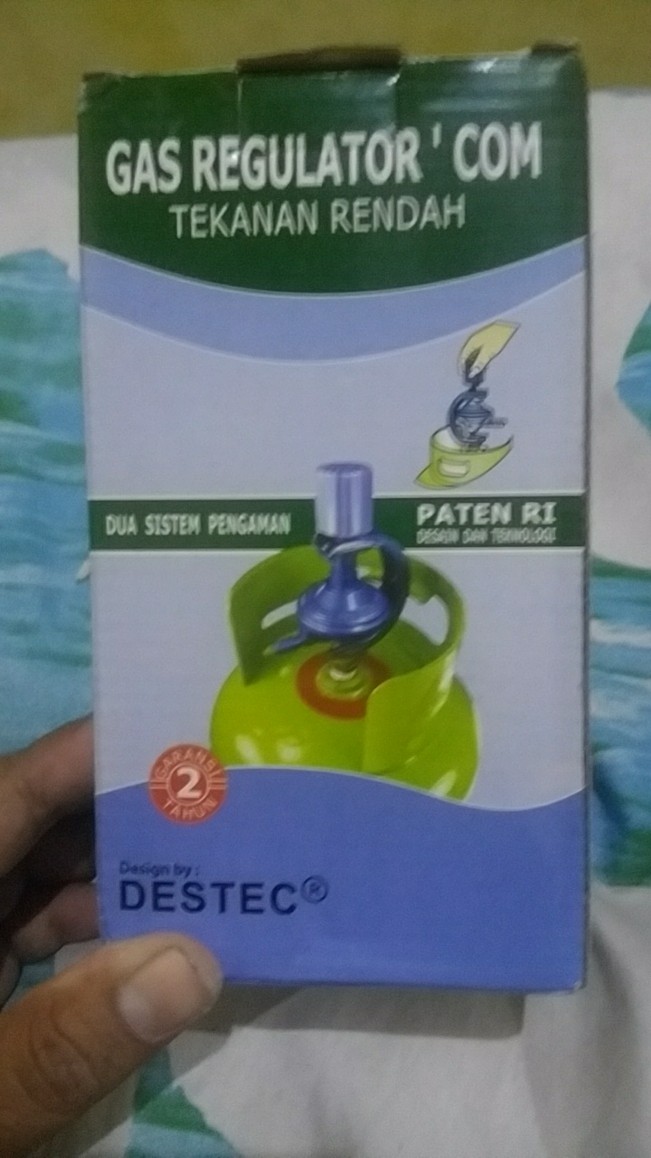 GAS REGULATOR ' COM
TEKANAN RENDAH
DUA SISTEM PENGAMAN
PATEN RI
DESAIN DAN TEKNOLOGI
GARANSI
2
TAHUN
Design by :
DESTEC®